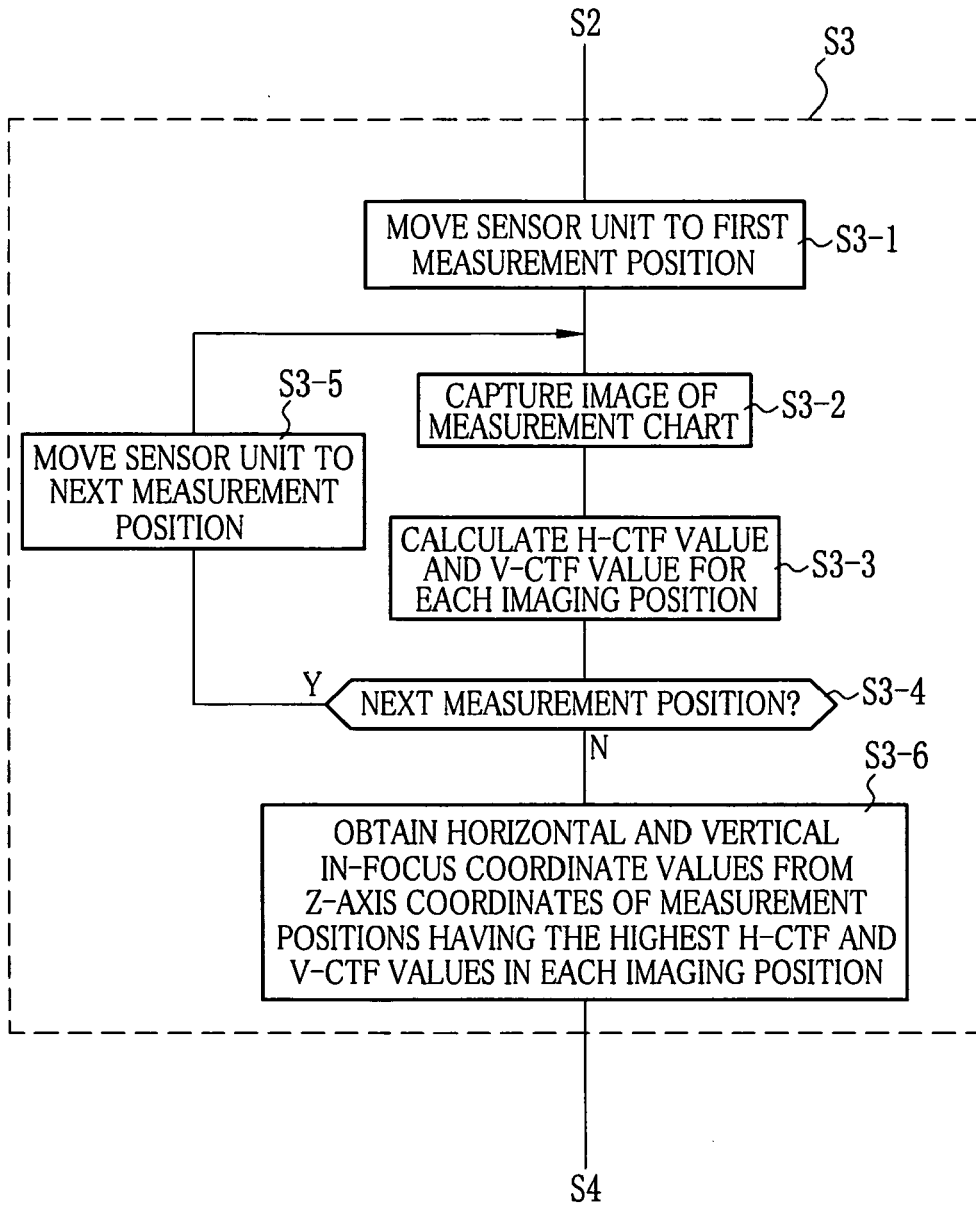 S2
S3
MOVE SENSOR UNIT TO FIRST
MEASUREMENT POSITION
S3-1
S3-5
MOVE SENSOR UNIT TO
NEXT MEASUREMENT
POSITION
CAPTURE IMAGE OF
MEASUREMENT CHART
S3-2
CALCULATE H-CTF VALUE
AND V-CTF VALUE FOR
EACH IMAGING POSITION
S3-3
Y
NEXT MEASUREMENT POSITION?
S3-4
N
S3-6
OBTAIN HORIZONTAL AND VERTICAL
IN-FOCUS COORDINATE VALUES FROM
Z-AXIS COORDINATES OF MEASUREMENT
POSITIONS HAVING THE HIGHEST H-CTF AND
V-CTF VALUES IN EACH IMAGING POSITION
S4